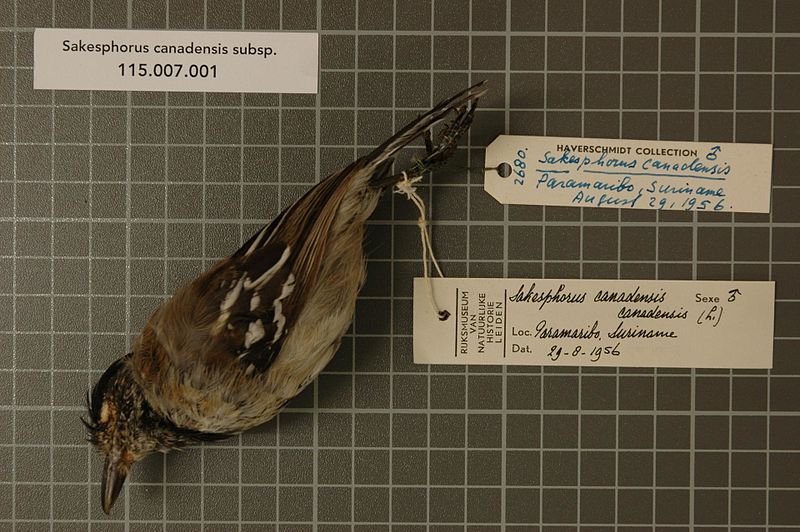 Sakesphorus canadensis subsp.
115.007.001
HAVERSCHMIDT COLLECTION ♂
2680.
Sakesphorus canadensis
Paramaribo, Suriname
August 29, 1956.
RIJKSMUSEUM
VAN
NATUURLIJKE
HISTORIE
LEIDEN
Sakesphorus canadensis Sexe ♂
canadensis (L.)
Loc. Paramaribo, Suriname
Dat. 29-8-1956